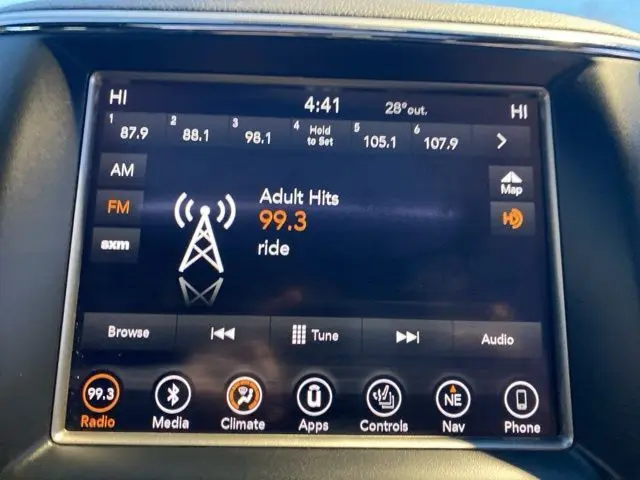 HI 4:41 28° out. HI
1 87.9 2 88.1 3 98.1 4 Hold to Set 5 105.1 6 107.9
AM
Map
Adult Hits
FM
99.3
HD
sxm
ride
Browse Tune Audio
99.3 NE
Radio Media Climate Apps Controls Nav Phone